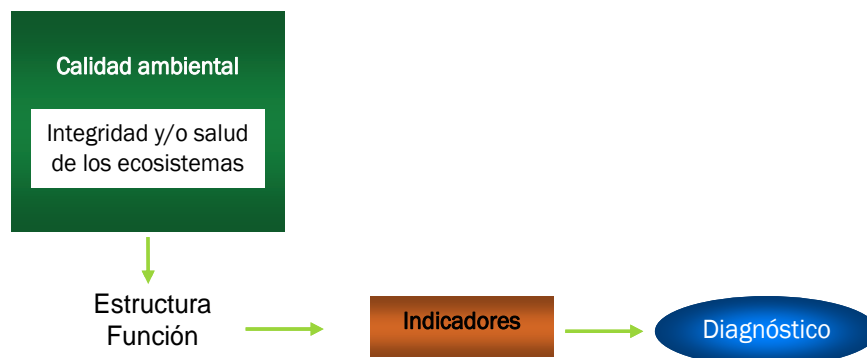 Calidad ambiental
Integridad y/o salud
de los ecosistemas
Estructura
Función
Indicadores
Diagnóstico